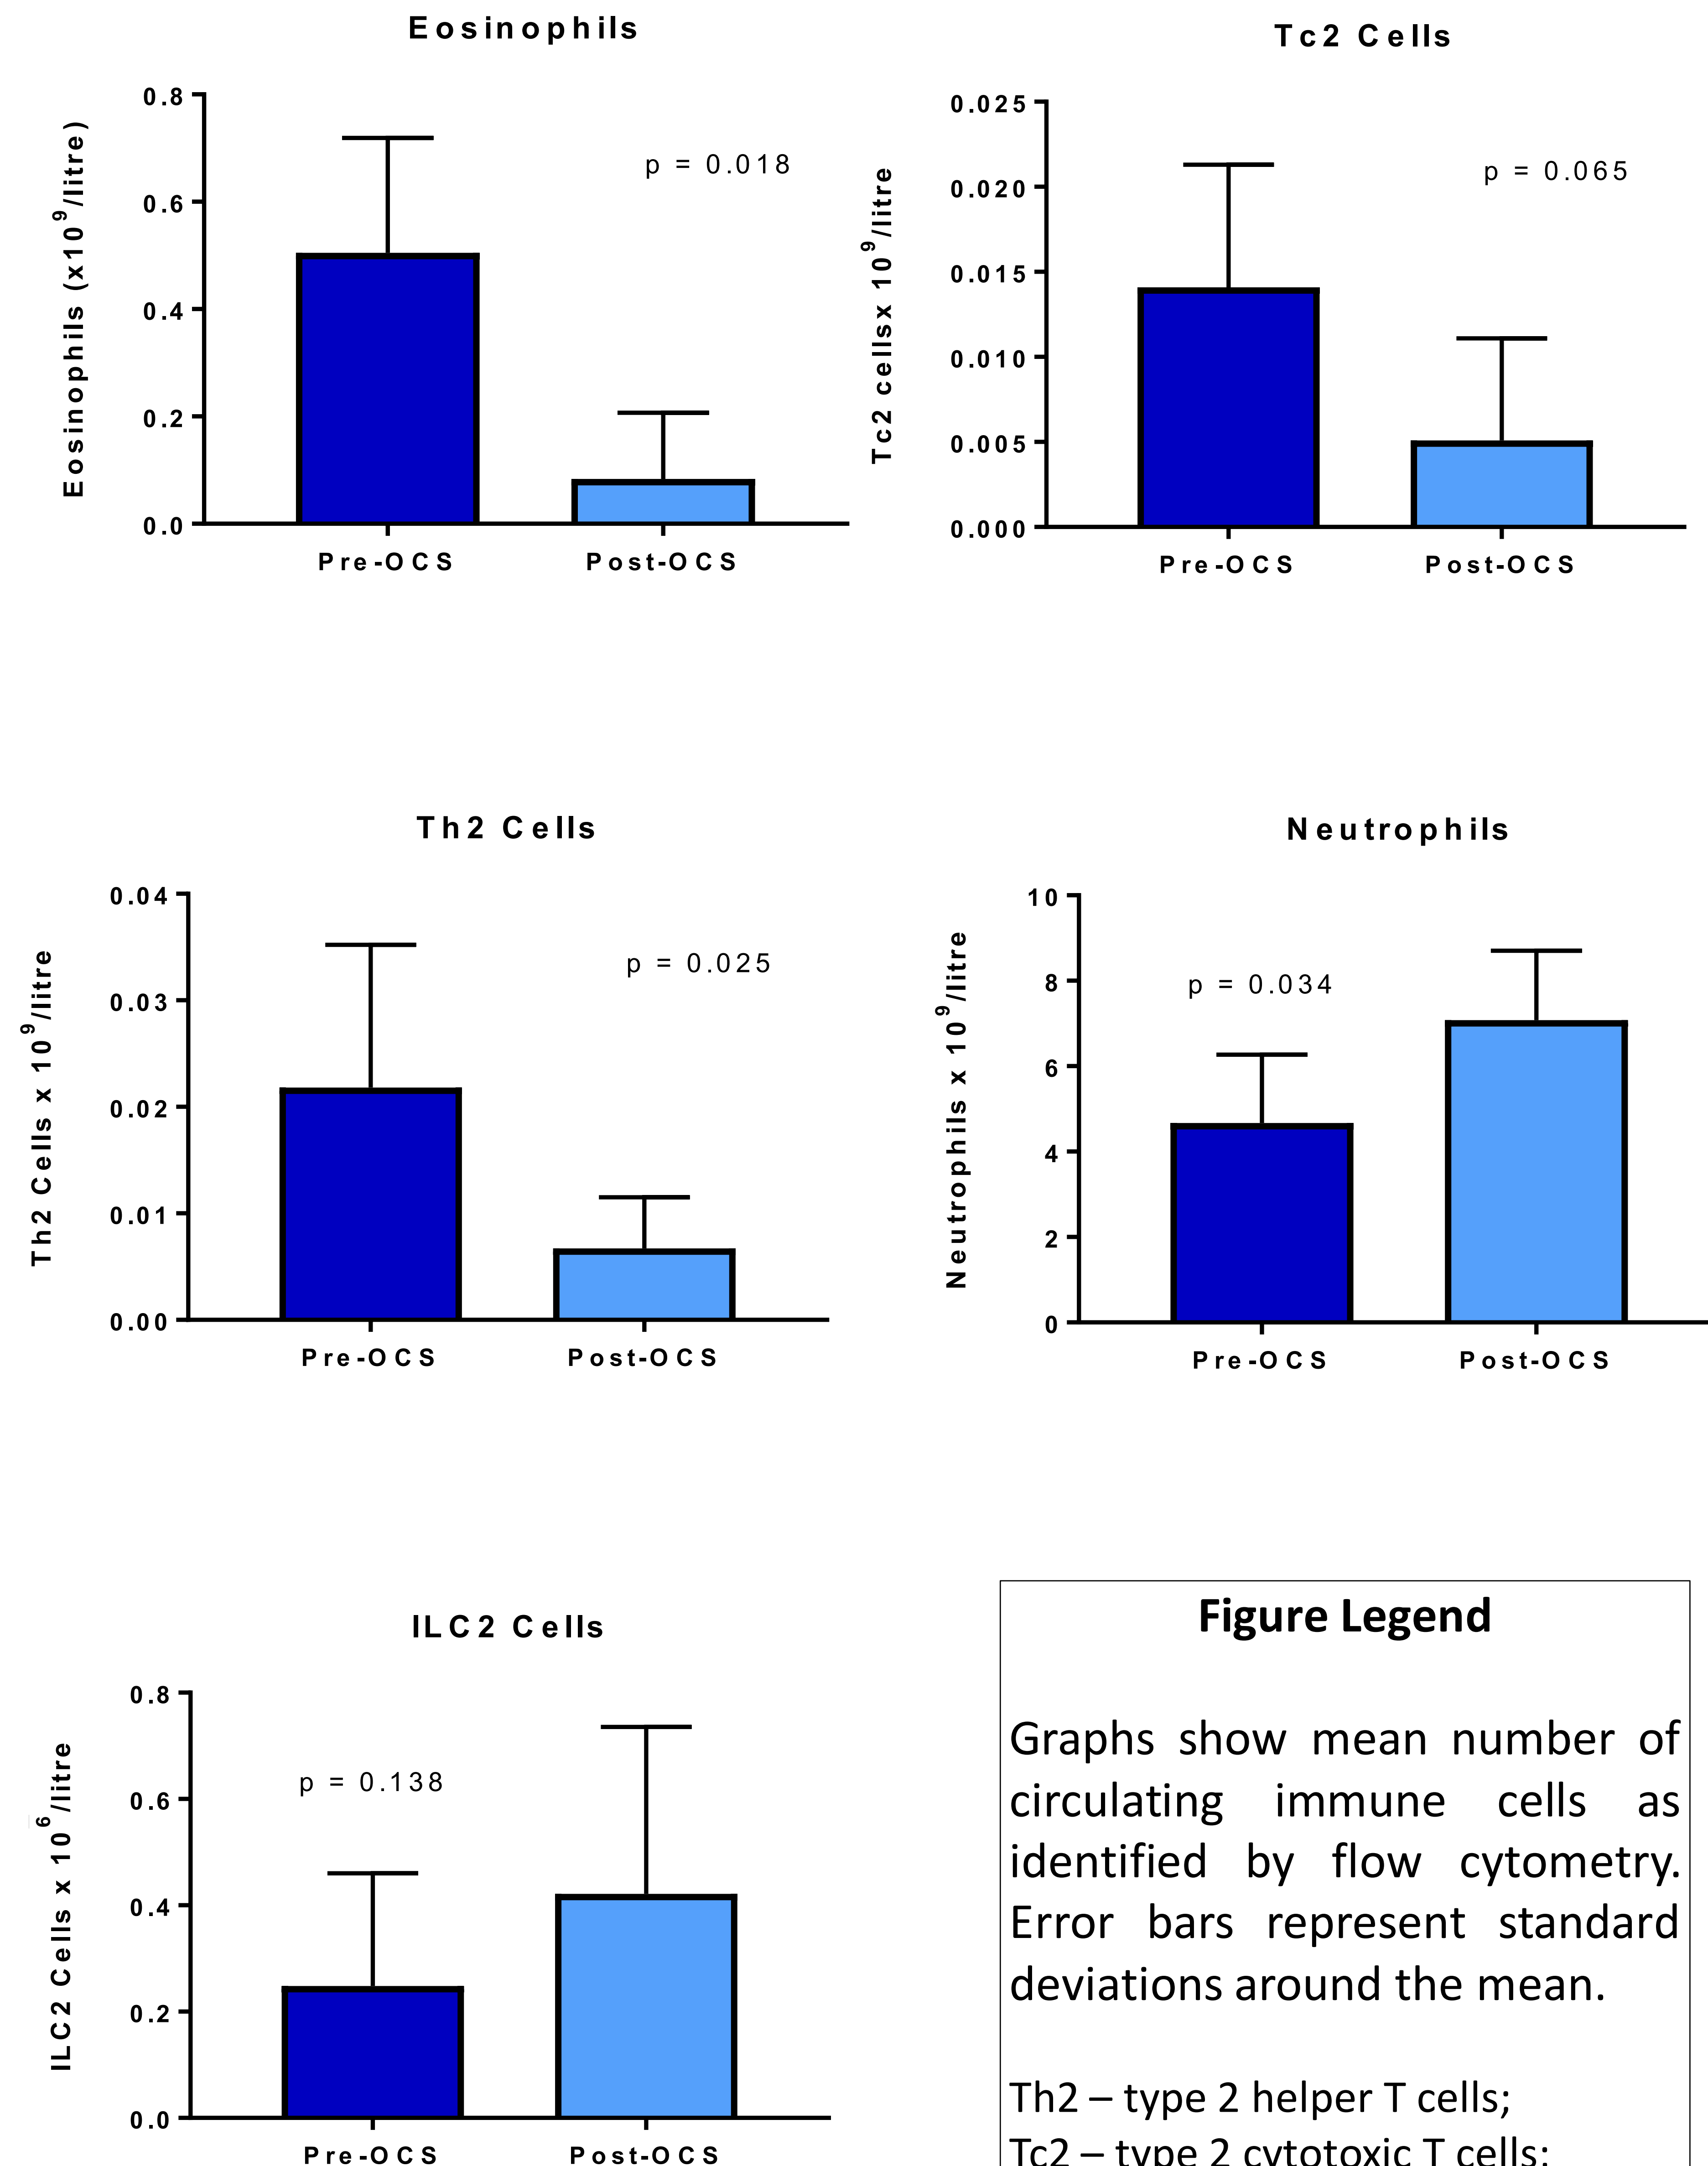 Eosinophils
Eosinophils (x10⁹/litre)
0.8
0.6
0.4
0.2
0.0
p = 0.018
Pre-OCS Post-OCS
Tc2 Cells
Tc2 cellsx 10⁹/litre
0.025
0.020
0.015
0.010
0.005
0.000
p = 0.065
Pre-OCS Post-OCS
Th2 Cells
Th2 Cells x 10⁹/litre
0.04
0.03
0.02
0.01
0.00
p = 0.025
Pre-OCS Post-OCS
Neutrophils
Neutrophils x 10⁹/litre
10
8
6
4
2
0
p = 0.034
Pre-OCS Post-OCS
ILC2 Cells
ILC2 Cells x 10⁶/litre
0.8
0.6
0.4
0.2
0.0
p = 0.138
Pre-OCS Post-OCS
Figure Legend
Graphs show mean number of
circulating immune cells as
identified by flow cytometry.
Error bars represent standard
deviations around the mean.
Th2 – type 2 helper T cells;
Tc2 – type 2 cytotoxic T cells;